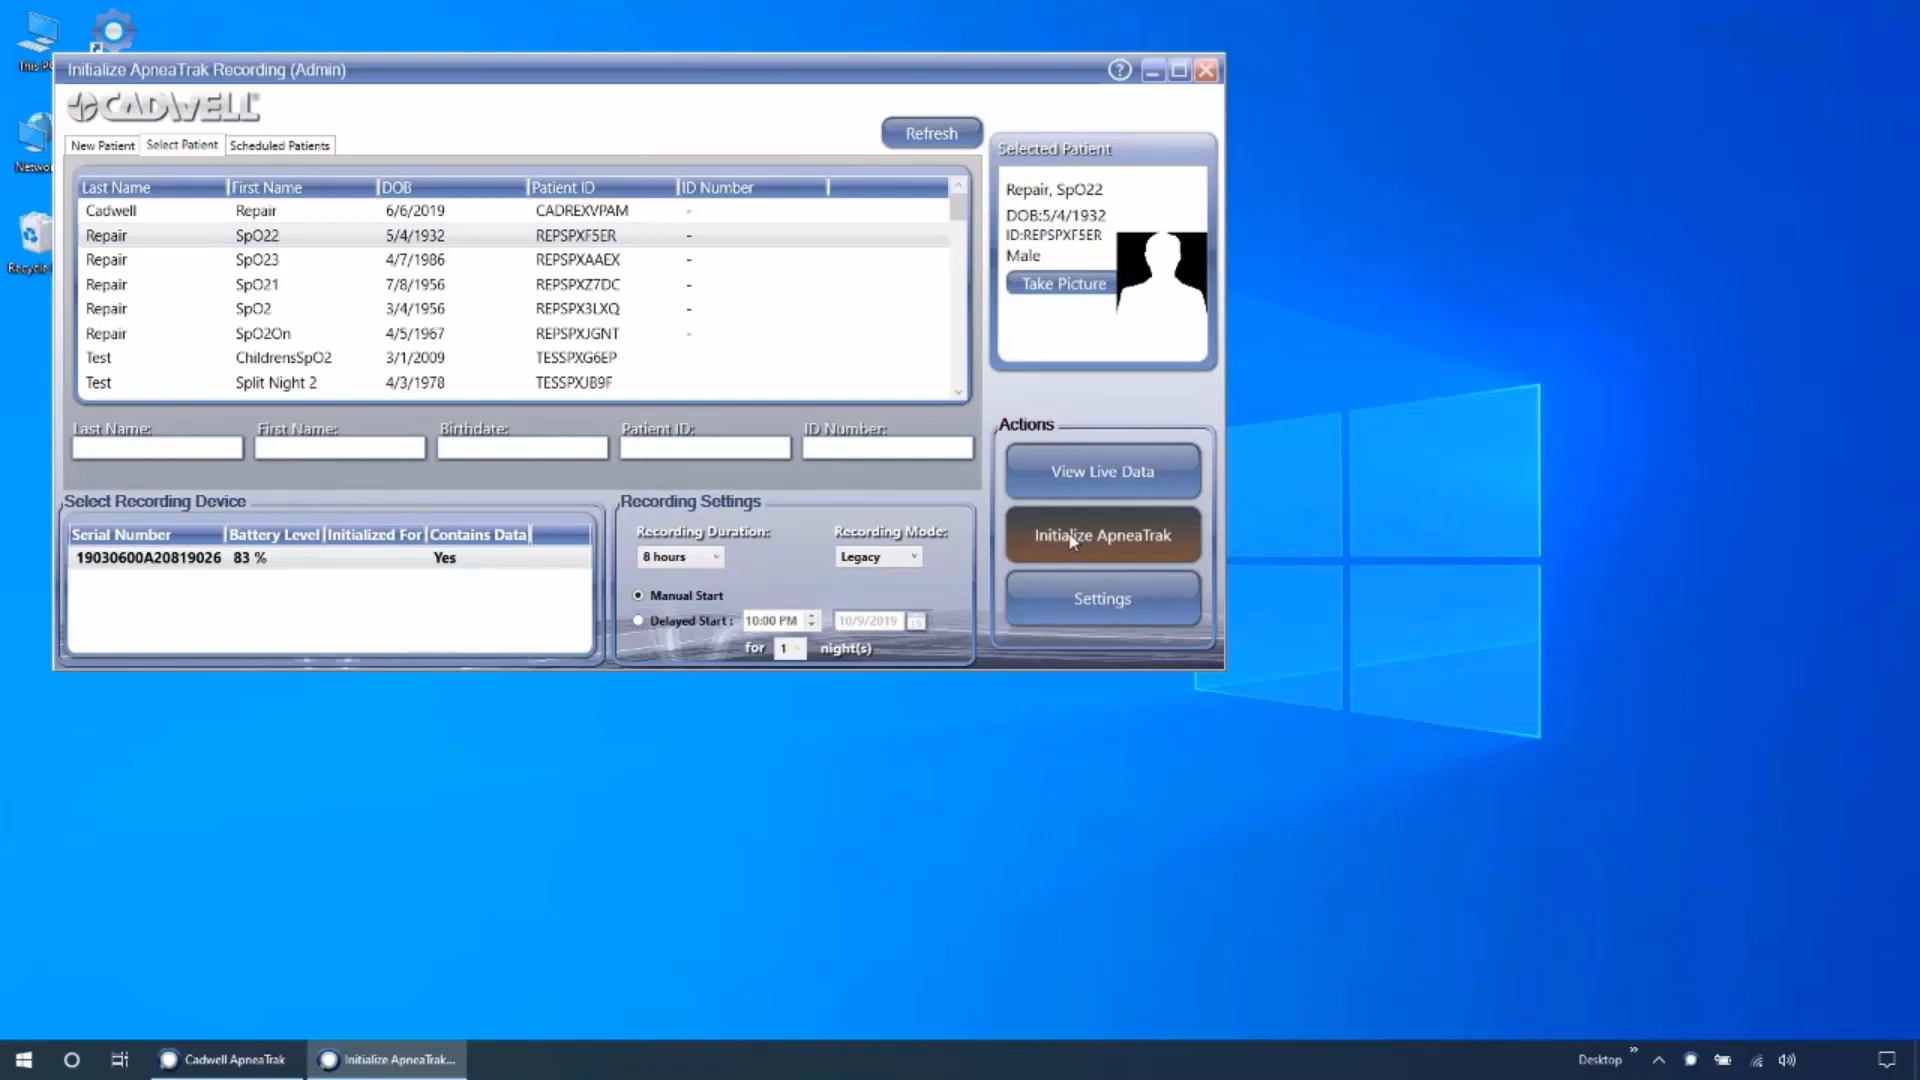 This PC
Network
Recycle
Initialize ApneaTrak Recording (Admin)
?
CADWELL
Refresh
New Patient Select Patient Scheduled Patients
Last Name First Name DOB Patient ID ID Number
Cadwell Repair 6/6/2019 CADREXVPAM -
Repair SpO22 5/4/1932 REPSPXF5ER -
Repair SpO23 4/7/1986 REPSPXAAEX -
Repair SpO21 7/8/1956 REPSPXZ7DC -
Repair SpO2 3/4/1956 REPSPX3LXQ -
Repair SpO2On 4/5/1967 REPSPXJGNT -
Test ChildrensSpO2 3/1/2009 TESSPXG6EP
Test Split Night 2 4/3/1978 TESSPXJB9F
Last Name: First Name: Birthdate: Patient ID: ID Number:
Selected Patient
Repair, SpO22
DOB:5/4/1932
ID:REPSPXF5ER
Male
Take Picture
Actions
View Live Data
Initialize ApneaTrak
Settings
Select Recording Device
Serial Number Battery Level Initialized For Contains Data
19030600A20819026 83 % Yes
Recording Settings
Recording Duration: Recording Mode:
8 hours Legacy
Manual Start
Delayed Start : 10:00 PM 10/9/2019 15
for 1 night(s)
Cadwell ApneaTrak Initialize ApneaTrak... Desktop